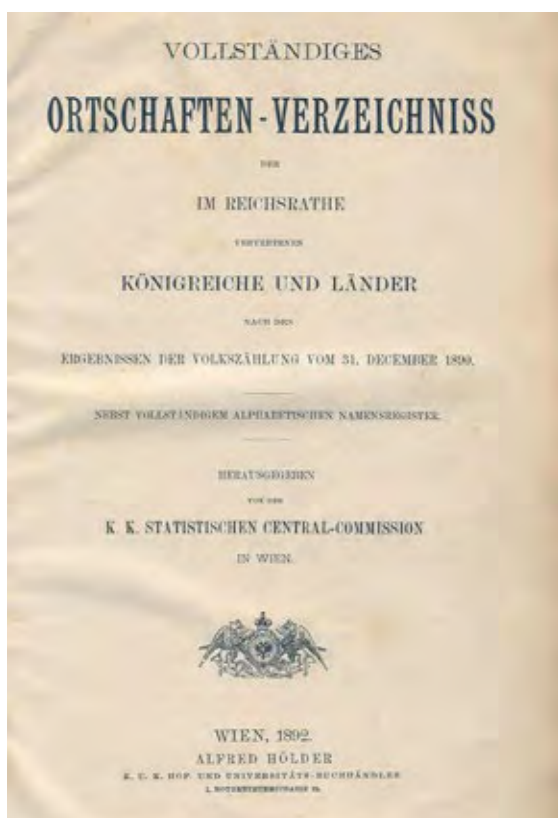 VOLLSTÄNDIGES
ORTSCHAFTEN-VERZEICHNISS
DER
IM REICHSRATHE
VERTRETENEN
KÖNIGREICHE UND LÄNDER
NACH DEN
ERGEBNISSEN DER VOLKSZÄHLUNG VOM 31. DECEMBER 1890.
NEBST VOLLSTÄNDIGEM ALPHABETISCHEN NAMENSREGISTER.
HERAUSGEGEBEN
VON DER
K. K. STATISTISCHEN CENTRAL-COMMISSION
IN WIEN.
WIEN, 1892.
ALFRED HÖLDER
K. U. K. HOF- UND UNIVERSITÄTS-BUCHHÄNDLER